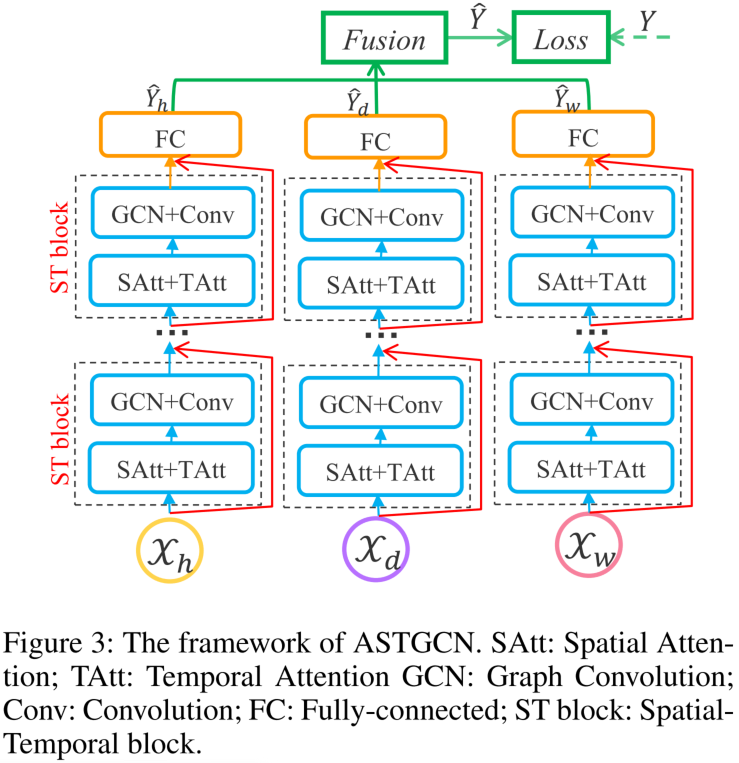 Fusion Ŷ Loss Y
Ŷh Ŷd Ŷw
FC FC FC
ST block
GCN+Conv GCN+Conv GCN+Conv
SAtt+TAtt SAtt+TAtt SAtt+TAtt
... ... ...
ST block
GCN+Conv GCN+Conv GCN+Conv
SAtt+TAtt SAtt+TAtt SAtt+TAtt
𝒳h 𝒳d 𝒳w
Figure 3: The framework of ASTGCN. SAtt: Spatial Atten-
tion; TAtt: Temporal Attention GCN: Graph Convolution;
Conv: Convolution; FC: Fully-connected; ST block: Spatial-
Temporal block.